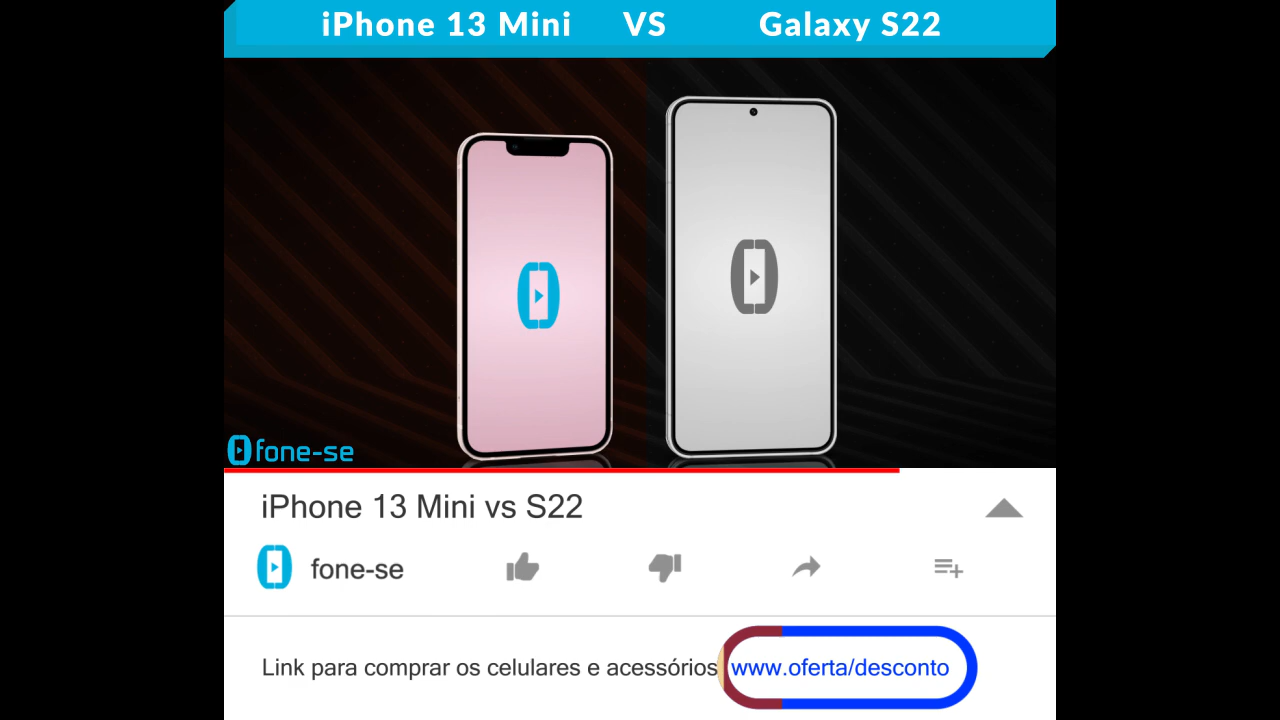 iPhone 13 Mini VS Galaxy S22
fone-se
iPhone 13 Mini vs S22
fone-se
Link para comprar os celulares e acessórios www.oferta/desconto